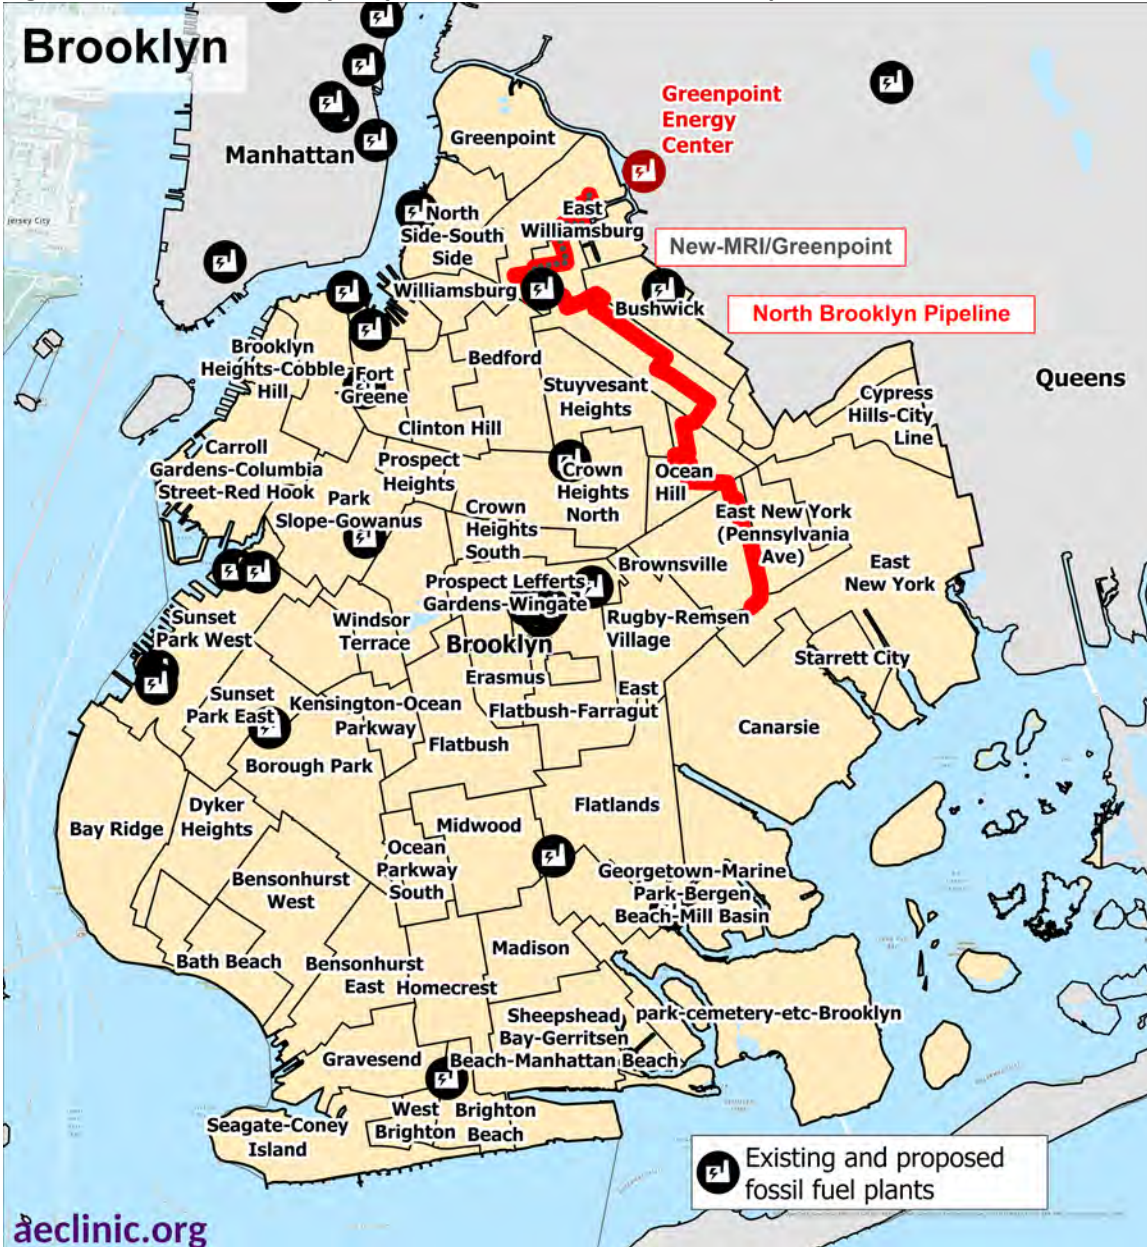 Brooklyn
Greenpoint
Energy
Center
Manhattan
Greenpoint
Jersey City
North
Side-South
Side
East
Williamsburg
New-MRI/Greenpoint
Williamsburg
Bushwick
North Brooklyn Pipeline
Brooklyn
Heights-Cobble
Hill
Fort
Greene
Bedford
Stuyvesant
Heights
Queens
Cypress
Hills-City
Line
Clinton Hill
Carroll
Gardens-Columbia
Street-Red Hook
Prospect
Heights
Crown
Heights
North
Ocean
Hill
Park
Slope-Gowanus
Crown
Heights
South
East New York
(Pennsylvania
Ave)
Brownsville
East
New York
Prospect Lefferts
Gardens-Wingate
Sunset
Park West
Windsor
Terrace
Rugby-Remsen
Village
Brooklyn
Starrett City
Erasmus
Sunset
Park East
Kensington-Ocean
Parkway
East
Flatbush-Farragut
Canarsie
Flatbush
Borough Park
Dyker
Heights
Bay Ridge
Flatlands
Midwood
Ocean
Parkway
South
Bensonhurst
West
Georgetown-Marine
Park-Bergen
Beach-Mill Basin
Madison
Bath Beach
Bensonhurst
East
Homecrest
Sheepshead
Bay-Gerritsen
Beach-Manhattan Beach
park-cemetery-etc-Brooklyn
Gravesend
West
Brighton
Brighton
Beach
Seagate-Coney
Island
Existing and proposed
fossil fuel plants
aeclinic.org